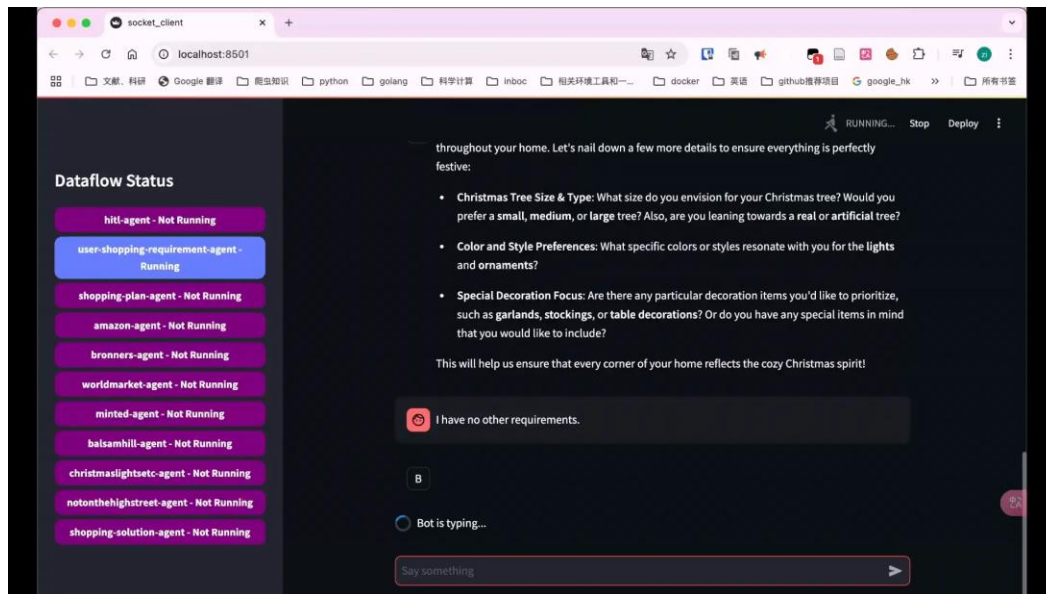 socket_client
localhost:8501
文献、科研
Google 翻译
爬虫知识
python
golang
科学计算
inboc
相关环境工具和一...
docker
英语
github推荐项目
google_hk
所有书签
RUNNING...
Stop
Deploy
Dataflow Status
hitl-agent - Not Running
user-shopping-requirement-agent -
Running
shopping-plan-agent - Not Running
amazon-agent - Not Running
bronners-agent - Not Running
worldmarket-agent - Not Running
minted-agent - Not Running
balsamhill-agent - Not Running
christmaslightsetc-agent - Not Running
notonthehighstreet-agent - Not Running
shopping-solution-agent - Not Running
throughout your home. Let's nail down a few more details to ensure everything is perfectly
festive:
• Christmas Tree Size & Type: What size do you envision for your Christmas tree? Would you
prefer a small, medium, or large tree? Also, are you leaning towards a real or artificial tree?
• Color and Style Preferences: What specific colors or styles resonate with you for the lights
and ornaments?
• Special Decoration Focus: Are there any particular decoration items you'd like to prioritize,
such as garlands, stockings, or table decorations? Or do you have any special items in mind
that you would like to include?
This will help us ensure that every corner of your home reflects the cozy Christmas spirit!
I have no other requirements.
B
Bot is typing...
Say something